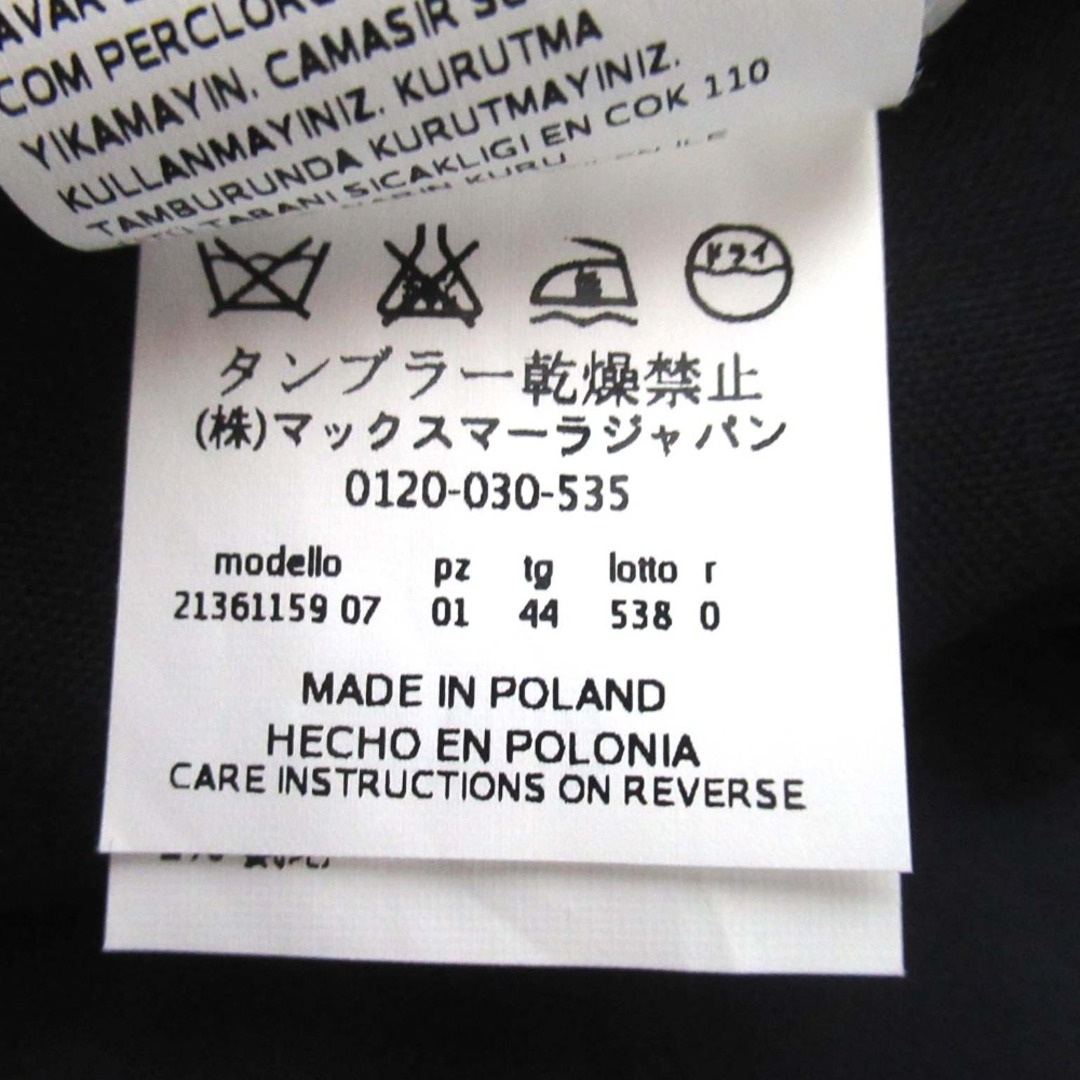 COM
YIKAMAYIN. CAMASIR
KULLANMAYINIZ. KURUTMA
TAMBURUNDA KURUTMAYINIZ.
TABANI SICAKLIGI EN COK 110
ドライ
タンブラー乾燥禁止
(株)マックスマーラジャパン
0120-030-535
modello pz tg lotto r
21361159 07 01 44 538 0
MADE IN POLAND
HECHO EN POLONIA
CARE INSTRUCTIONS ON REVERSE